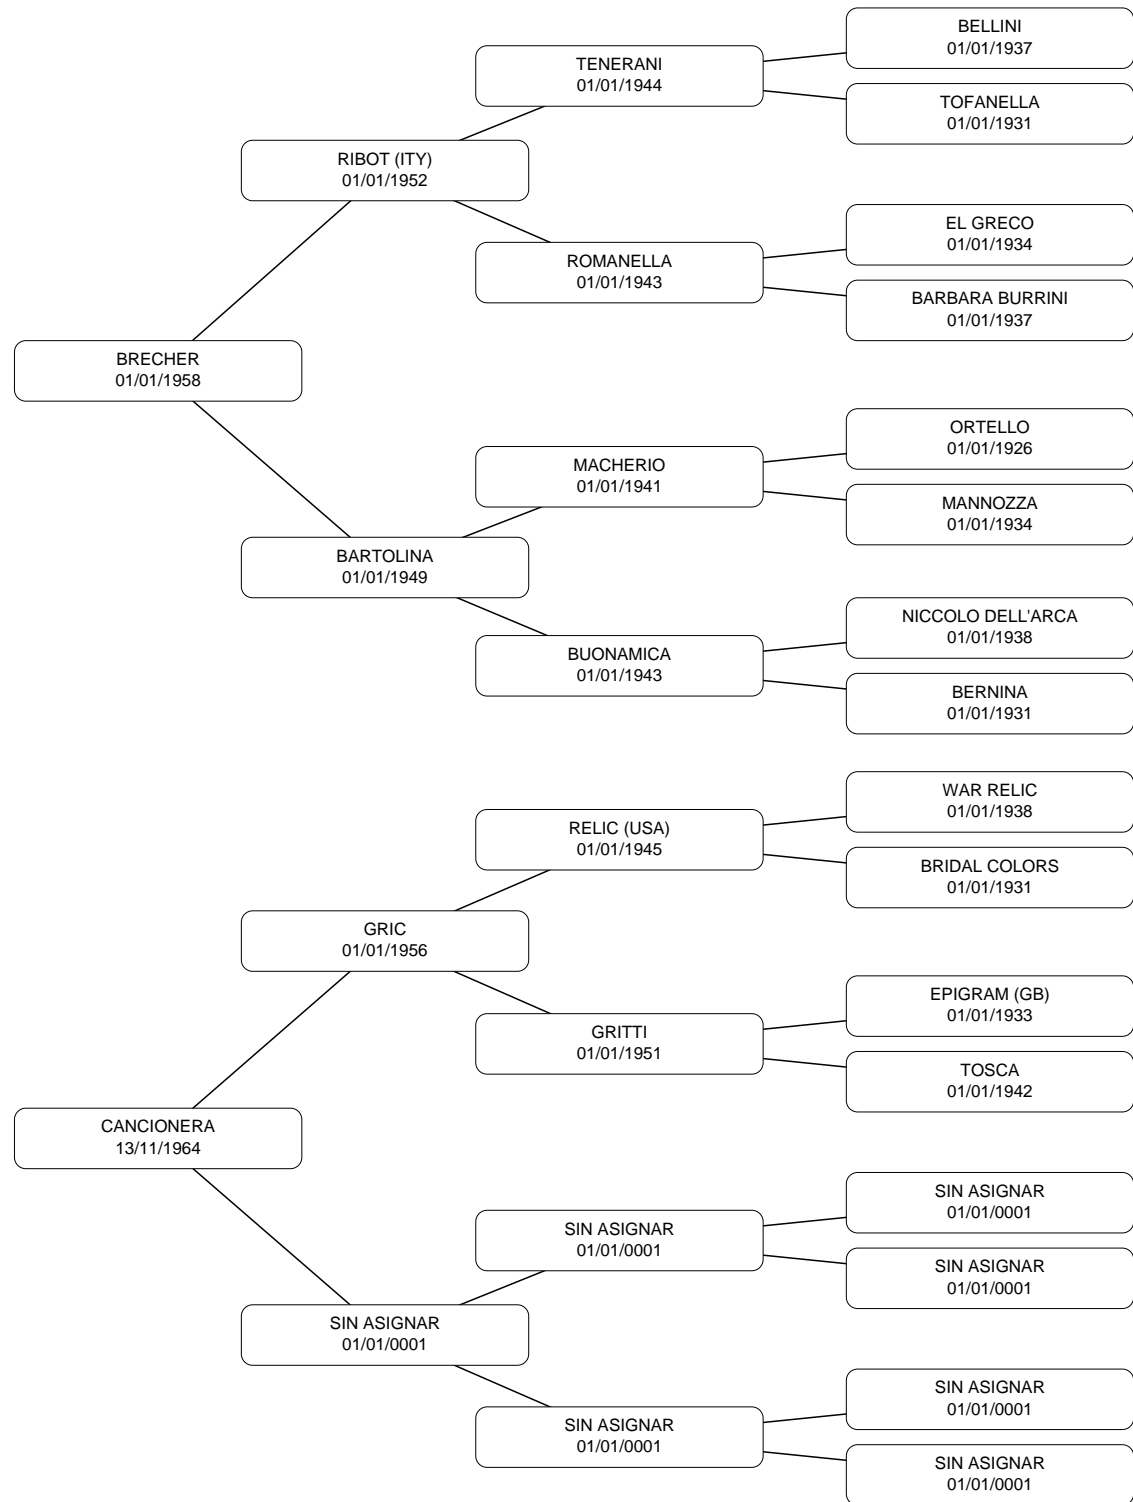 BELLINI
01/01/1937
TENERANI
01/01/1944
TOFANELLA
01/01/1931
RIBOT (ITY)
01/01/1952
EL GRECO
01/01/1934
ROMANELLA
01/01/1943
BARBARA BURRINI
01/01/1937
BRECHER
01/01/1958
ORTELLO
01/01/1926
MACHERIO
01/01/1941
MANNOZZA
01/01/1934
BARTOLINA
01/01/1949
NICCOLO DELL'ARCA
01/01/1938
BUONAMICA
01/01/1943
BERNINA
01/01/1931
WAR RELIC
01/01/1938
RELIC (USA)
01/01/1945
BRIDAL COLORS
01/01/1931
GRIC
01/01/1956
EPIGRAM (GB)
01/01/1933
GRITTI
01/01/1951
TOSCA
01/01/1942
CANCIONERA
13/11/1964
SIN ASIGNAR
01/01/0001
SIN ASIGNAR
01/01/0001
SIN ASIGNAR
01/01/0001
SIN ASIGNAR
01/01/0001
SIN ASIGNAR
01/01/0001
SIN ASIGNAR
01/01/0001
SIN ASIGNAR
01/01/0001